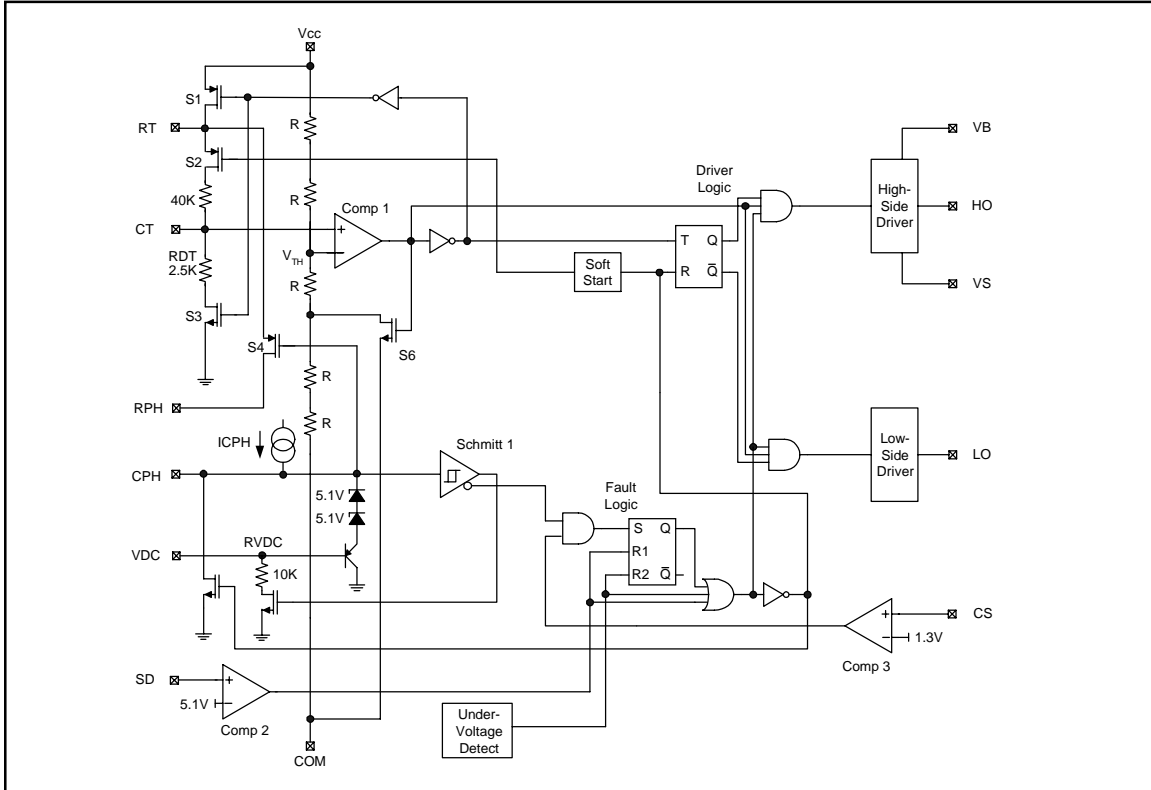 Vcc
S1
RT
R
VB
S2
Driver
Logic
High-
Side
Driver
40K
R
Comp 1
HO
CT
+
T Q
RDT
2.5K
VTH
−
R
Soft
Start
R Q̅
VS
S3
S4
S6
R
RPH
R
ICPH
Schmitt 1
Low-
Side
Driver
LO
CPH
5.1V
5.1V
Fault
Logic
S Q
R1
R2 Q̅
VDC
RVDC
10K
+
−
CS
1.3V
Comp 3
SD
+
5.1V
−
Comp 2
Under-
Voltage
Detect
COM